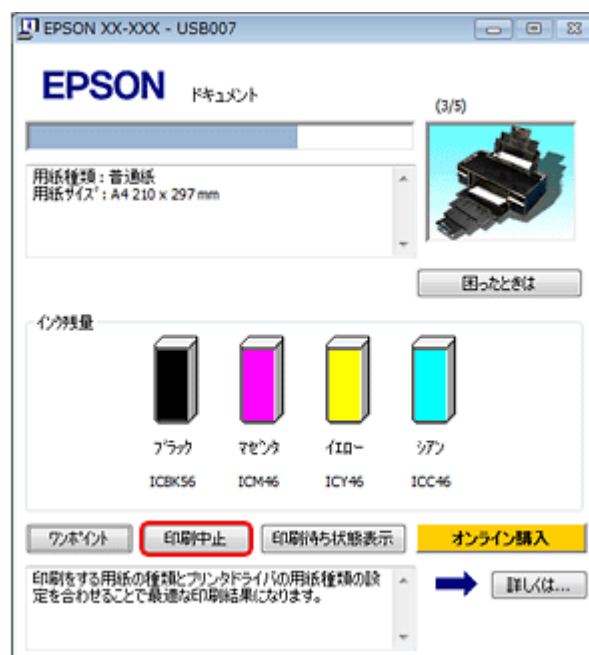 EPSON XX-XXX - USB007
EPSON ドキュメント
(3/5)
用紙種類 : 普通紙
用紙サイズ : A4 210 x 297 mm
困ったときは
インク残量
ブラック マゼンタ イエロー シアン
ICBK56 ICM46 ICY46 ICC46
ワンポイント 印刷中止 印刷待ち状態表示 オンライン購入
印刷をする用紙の種類とプリンタドライバの用紙種類の設
定を合わせることで最適な印刷結果になります。
詳しくは...